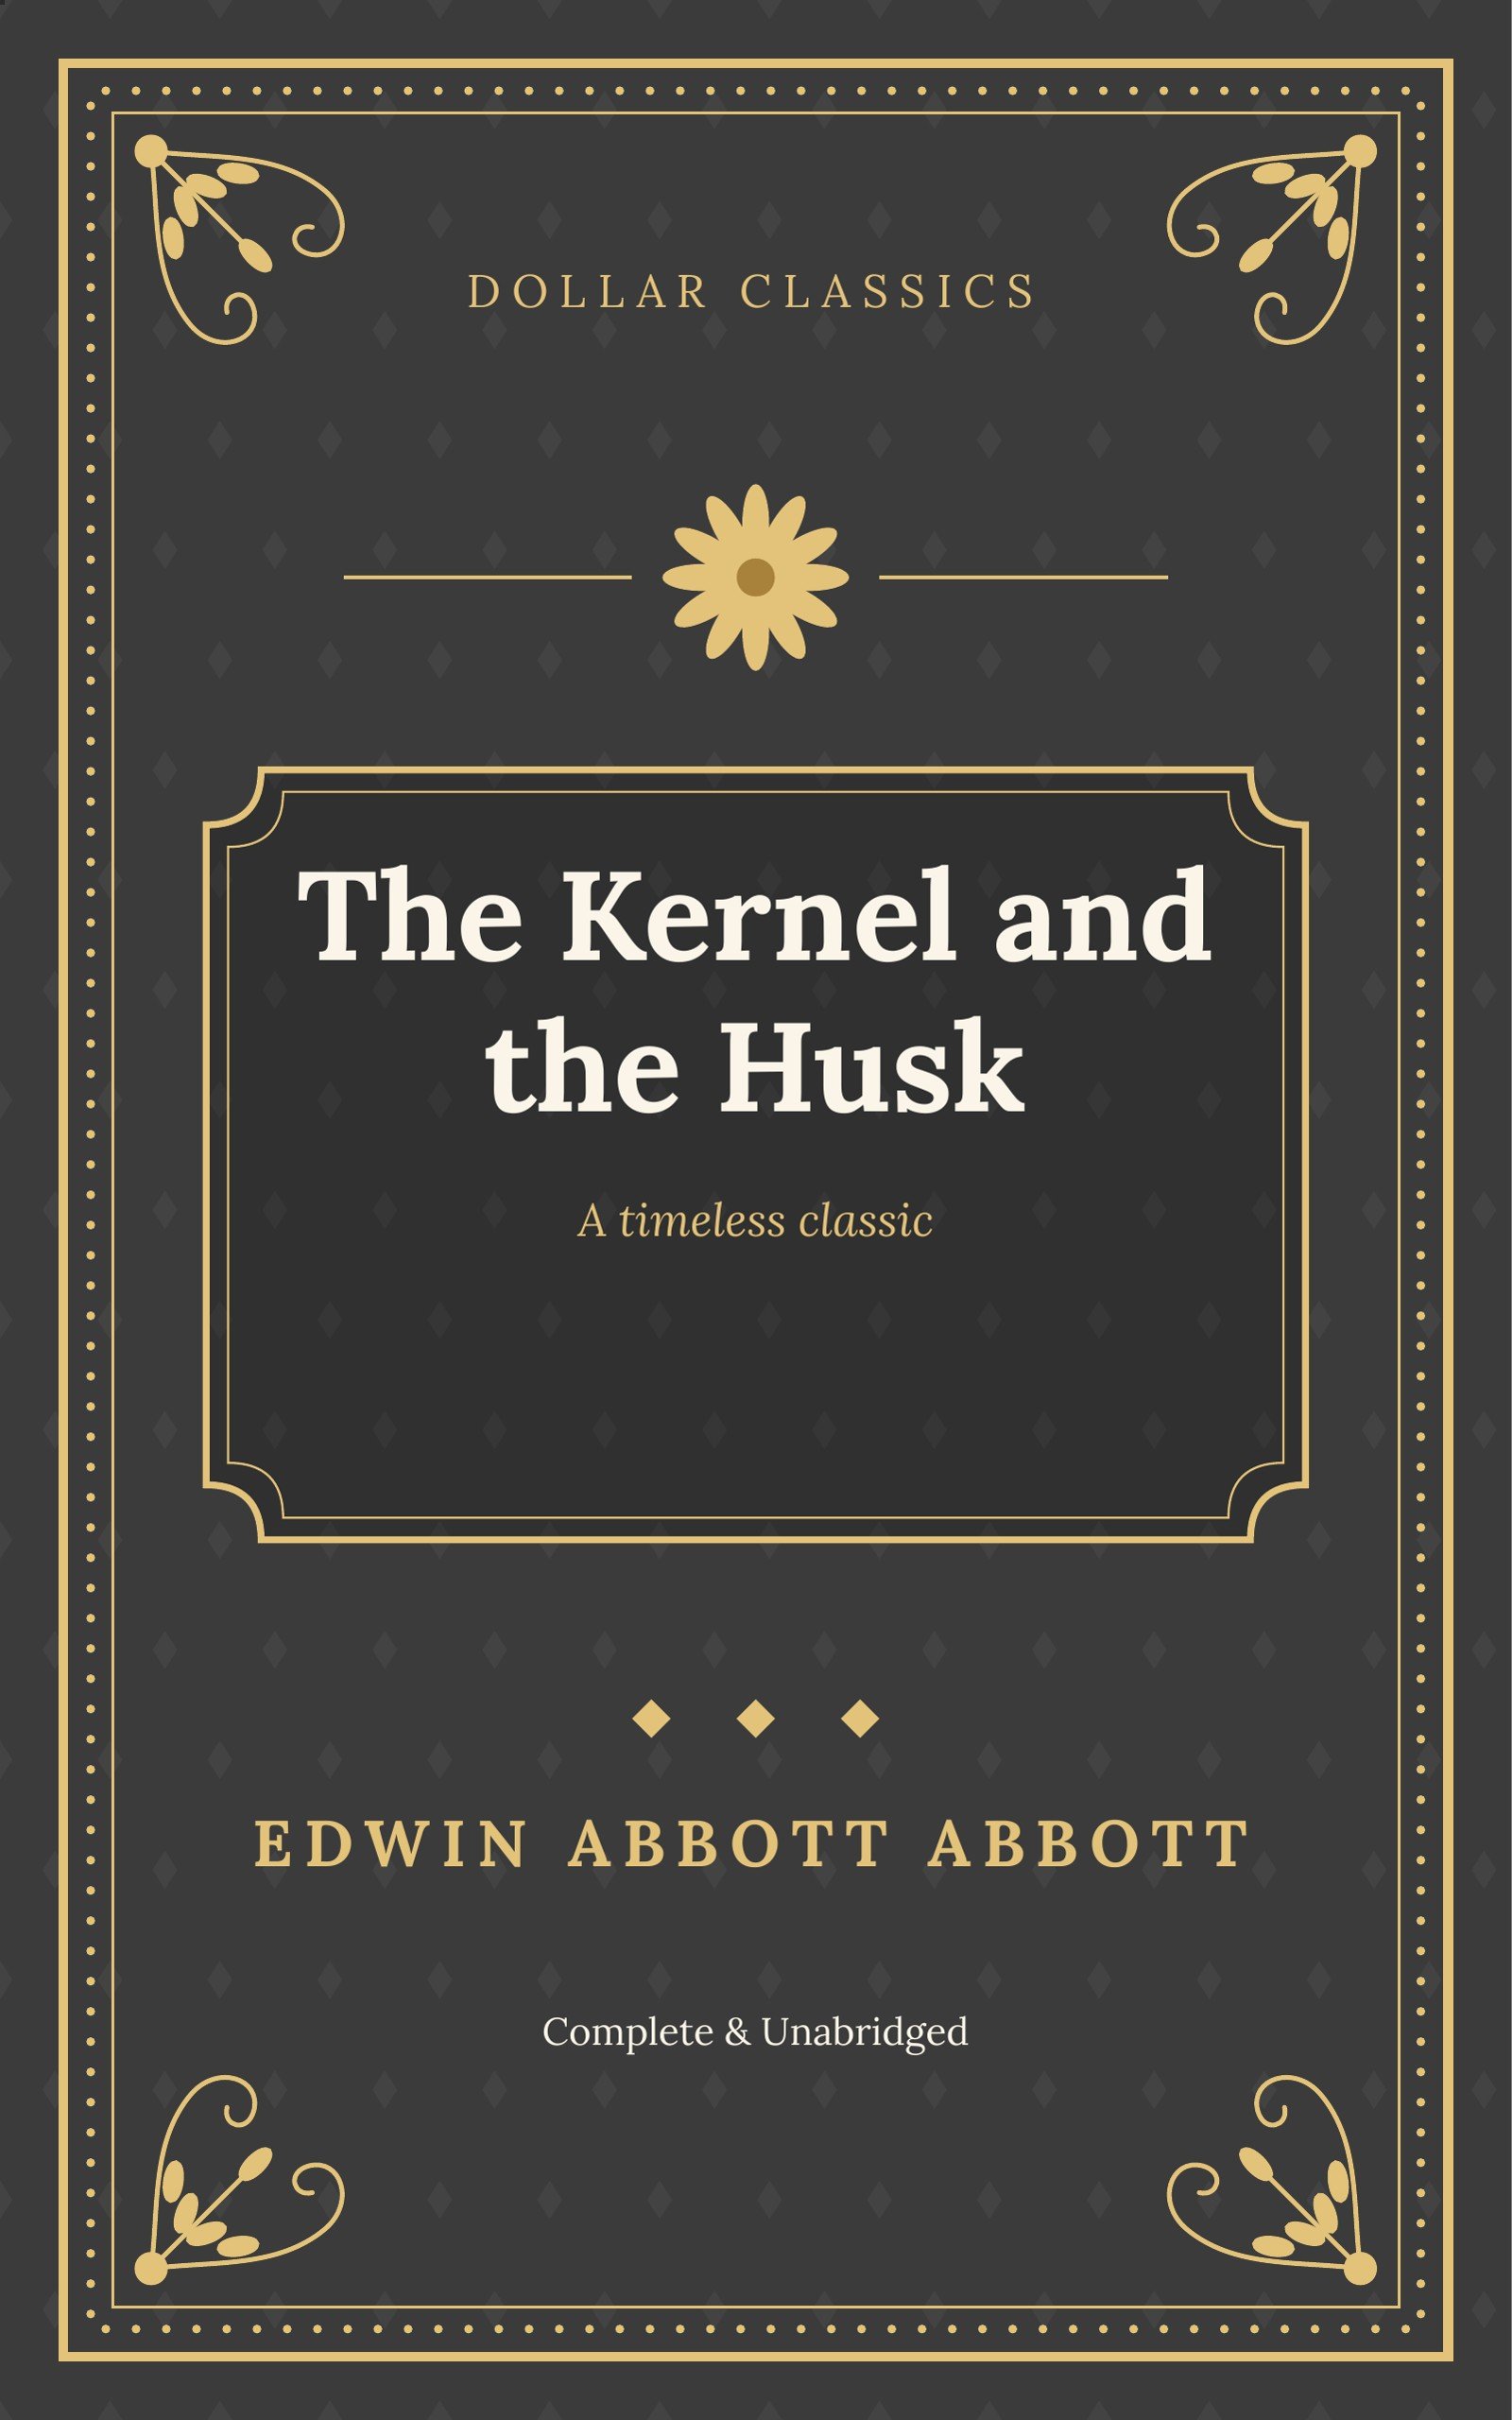 DOLLAR CLASSICS
The Kernel and
the Husk
A timeless classic
EDWIN ABBOTT ABBOTT
Complete & Unabridged